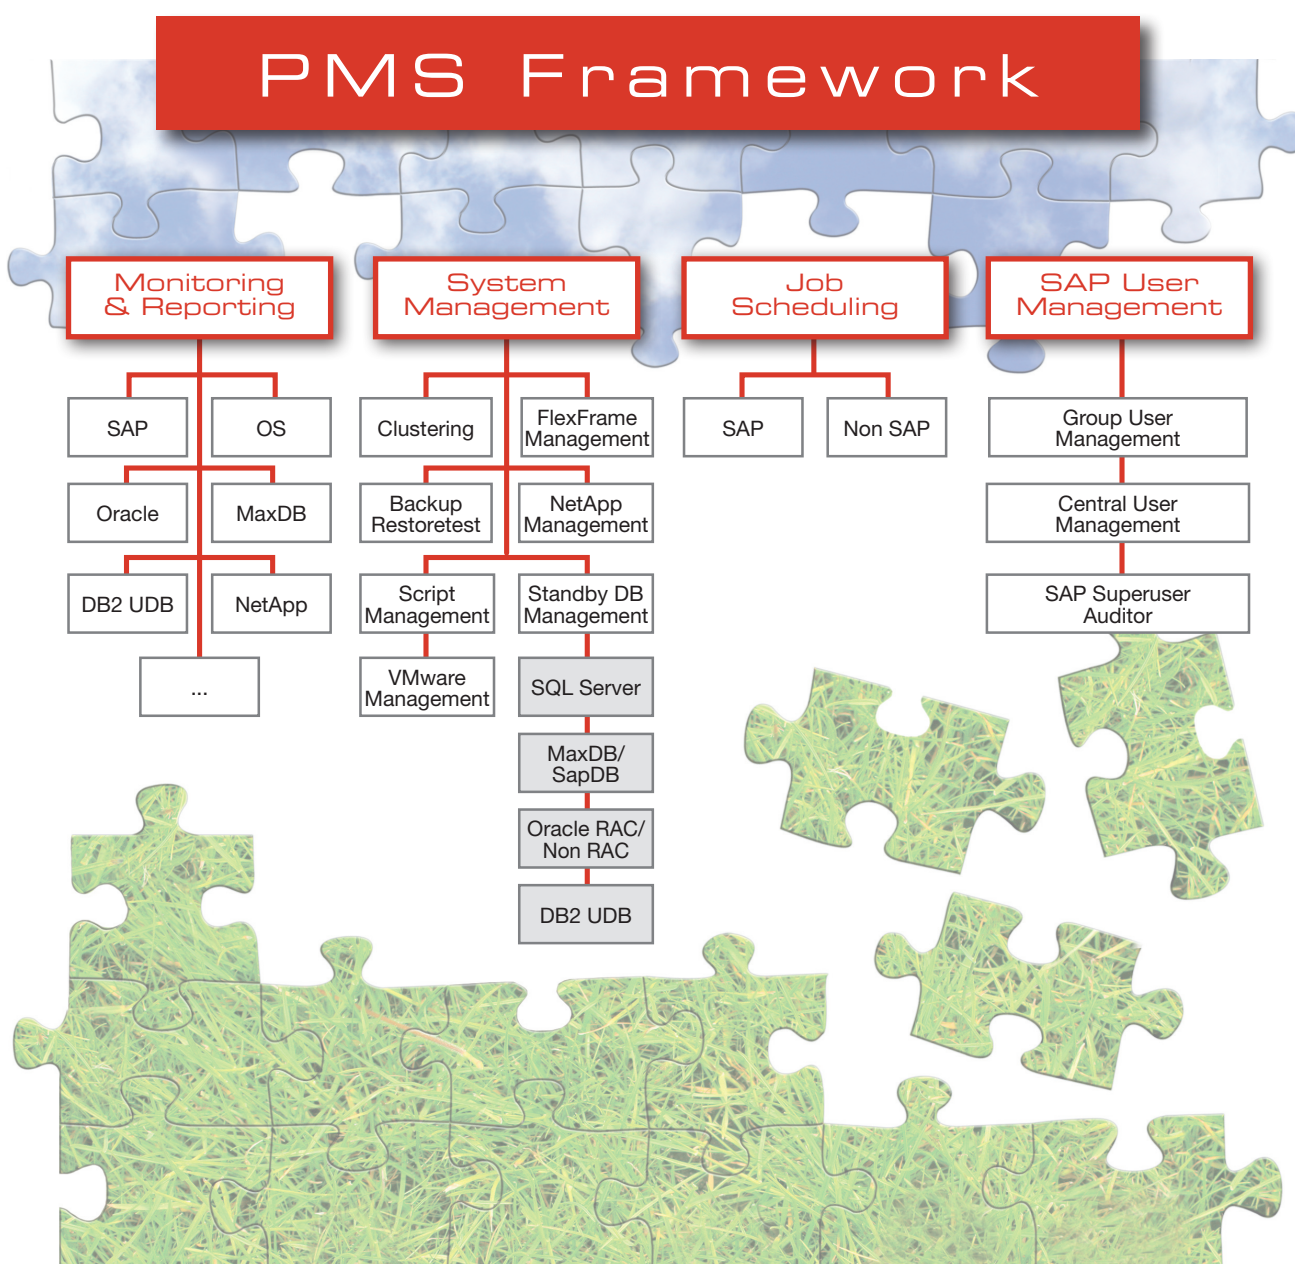 PMS Framework
Monitoring
& Reporting
System
Management
Job
Scheduling
SAP User
Management
SAP
OS
Oracle
MaxDB
DB2 UDB
NetApp
...
Clustering
FlexFrame
Management
Backup
Restoretest
NetApp
Management
Script
Management
Standby DB
Management
VMware
Management
SQL Server
MaxDB/
SapDB
Oracle RAC/
Non RAC
DB2 UDB
SAP
Non SAP
Group User
Management
Central User
Management
SAP Superuser
Auditor